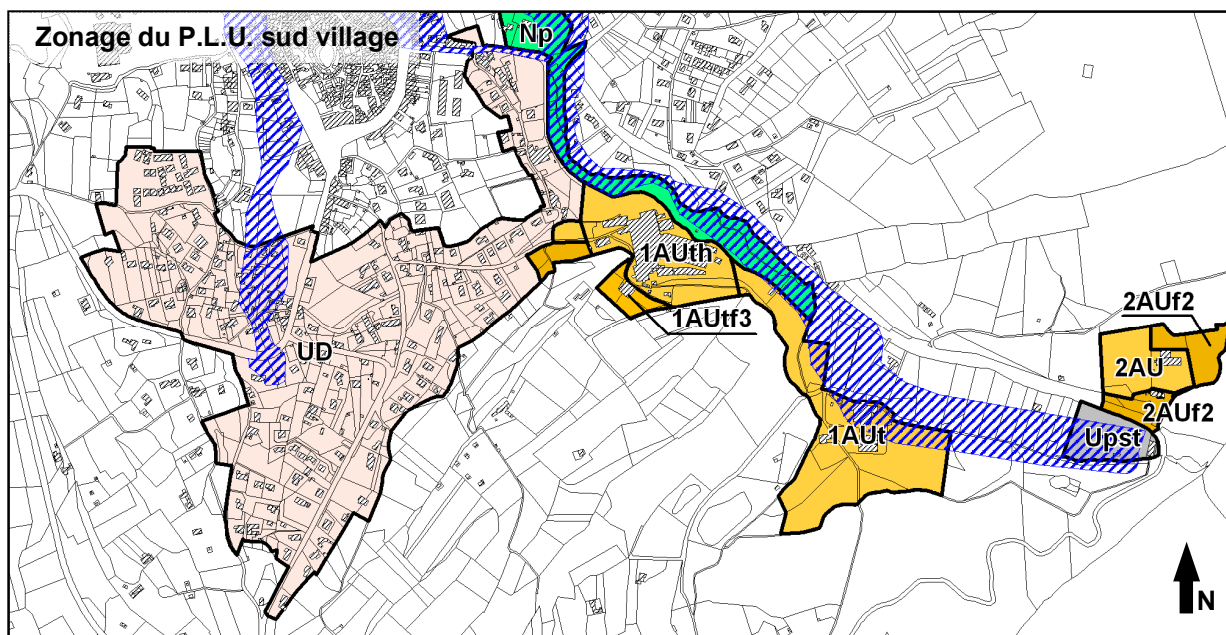 Zonage du P.L.U. sud village
Np
1AUth
1AUtf3
2AUf2
UD
2AU
2AUf2
1AUt
Upst
N